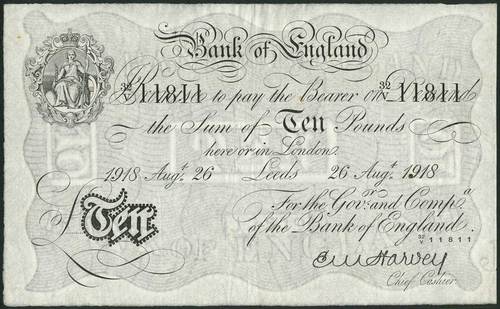 Bank of England
32/V 11811 32/V 11811
Promise to pay the Bearer on Demand
the Sum of Ten Pounds
here or in London
1918 Augt. 26 Leeds 26 Augt. 1918
For the Govr. and Compa.
of the Bank of England.
32/V 11811
£Ten
E M Harvey
Chief Cashier